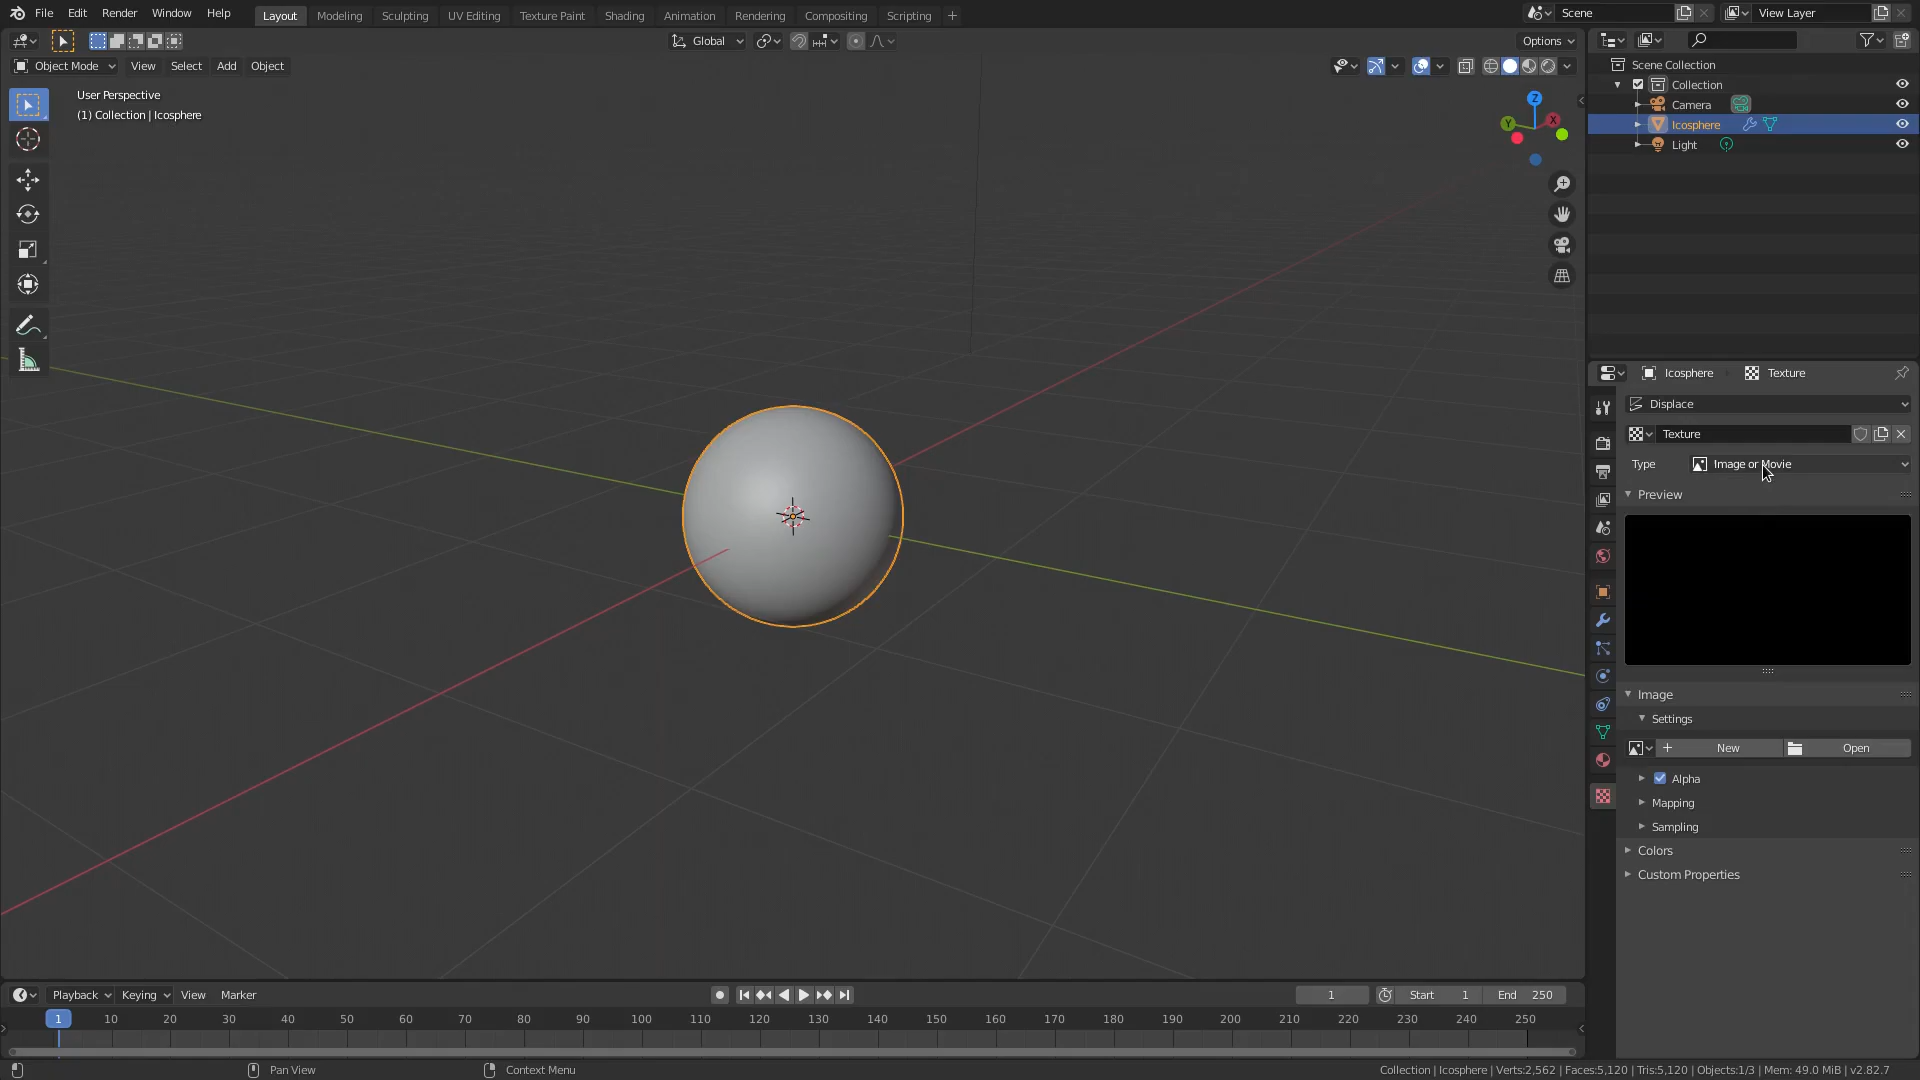 File Edit Render Window Help Layout Modeling Sculpting UV Editing Texture Paint Shading Animation Rendering Compositing Scripting + Scene View Layer
Global Options
Object Mode View Select Add Object
User Perspective
(1) Collection | Icosphere
Z
Y X
Scene Collection
Collection
Camera
Icosphere
Light
Icosphere Texture
Displace
Texture
Type Image or Movie
Preview
Image
Settings
+ New Open
Alpha
Mapping
Sampling
Colors
Custom Properties
Playback Keying View Marker 1 Start 1 End 250
1 10 20 30 40 50 60 70 80 90 100 110 120 130 140 150 160 170 180 190 200 210 220 230 240 250
Pan View Context Menu Collection | Icosphere | Verts:2,562 | Faces:5,120 | Tris:5,120 | Objects:1/3 | Mem: 49.0 MiB | v2.82.7